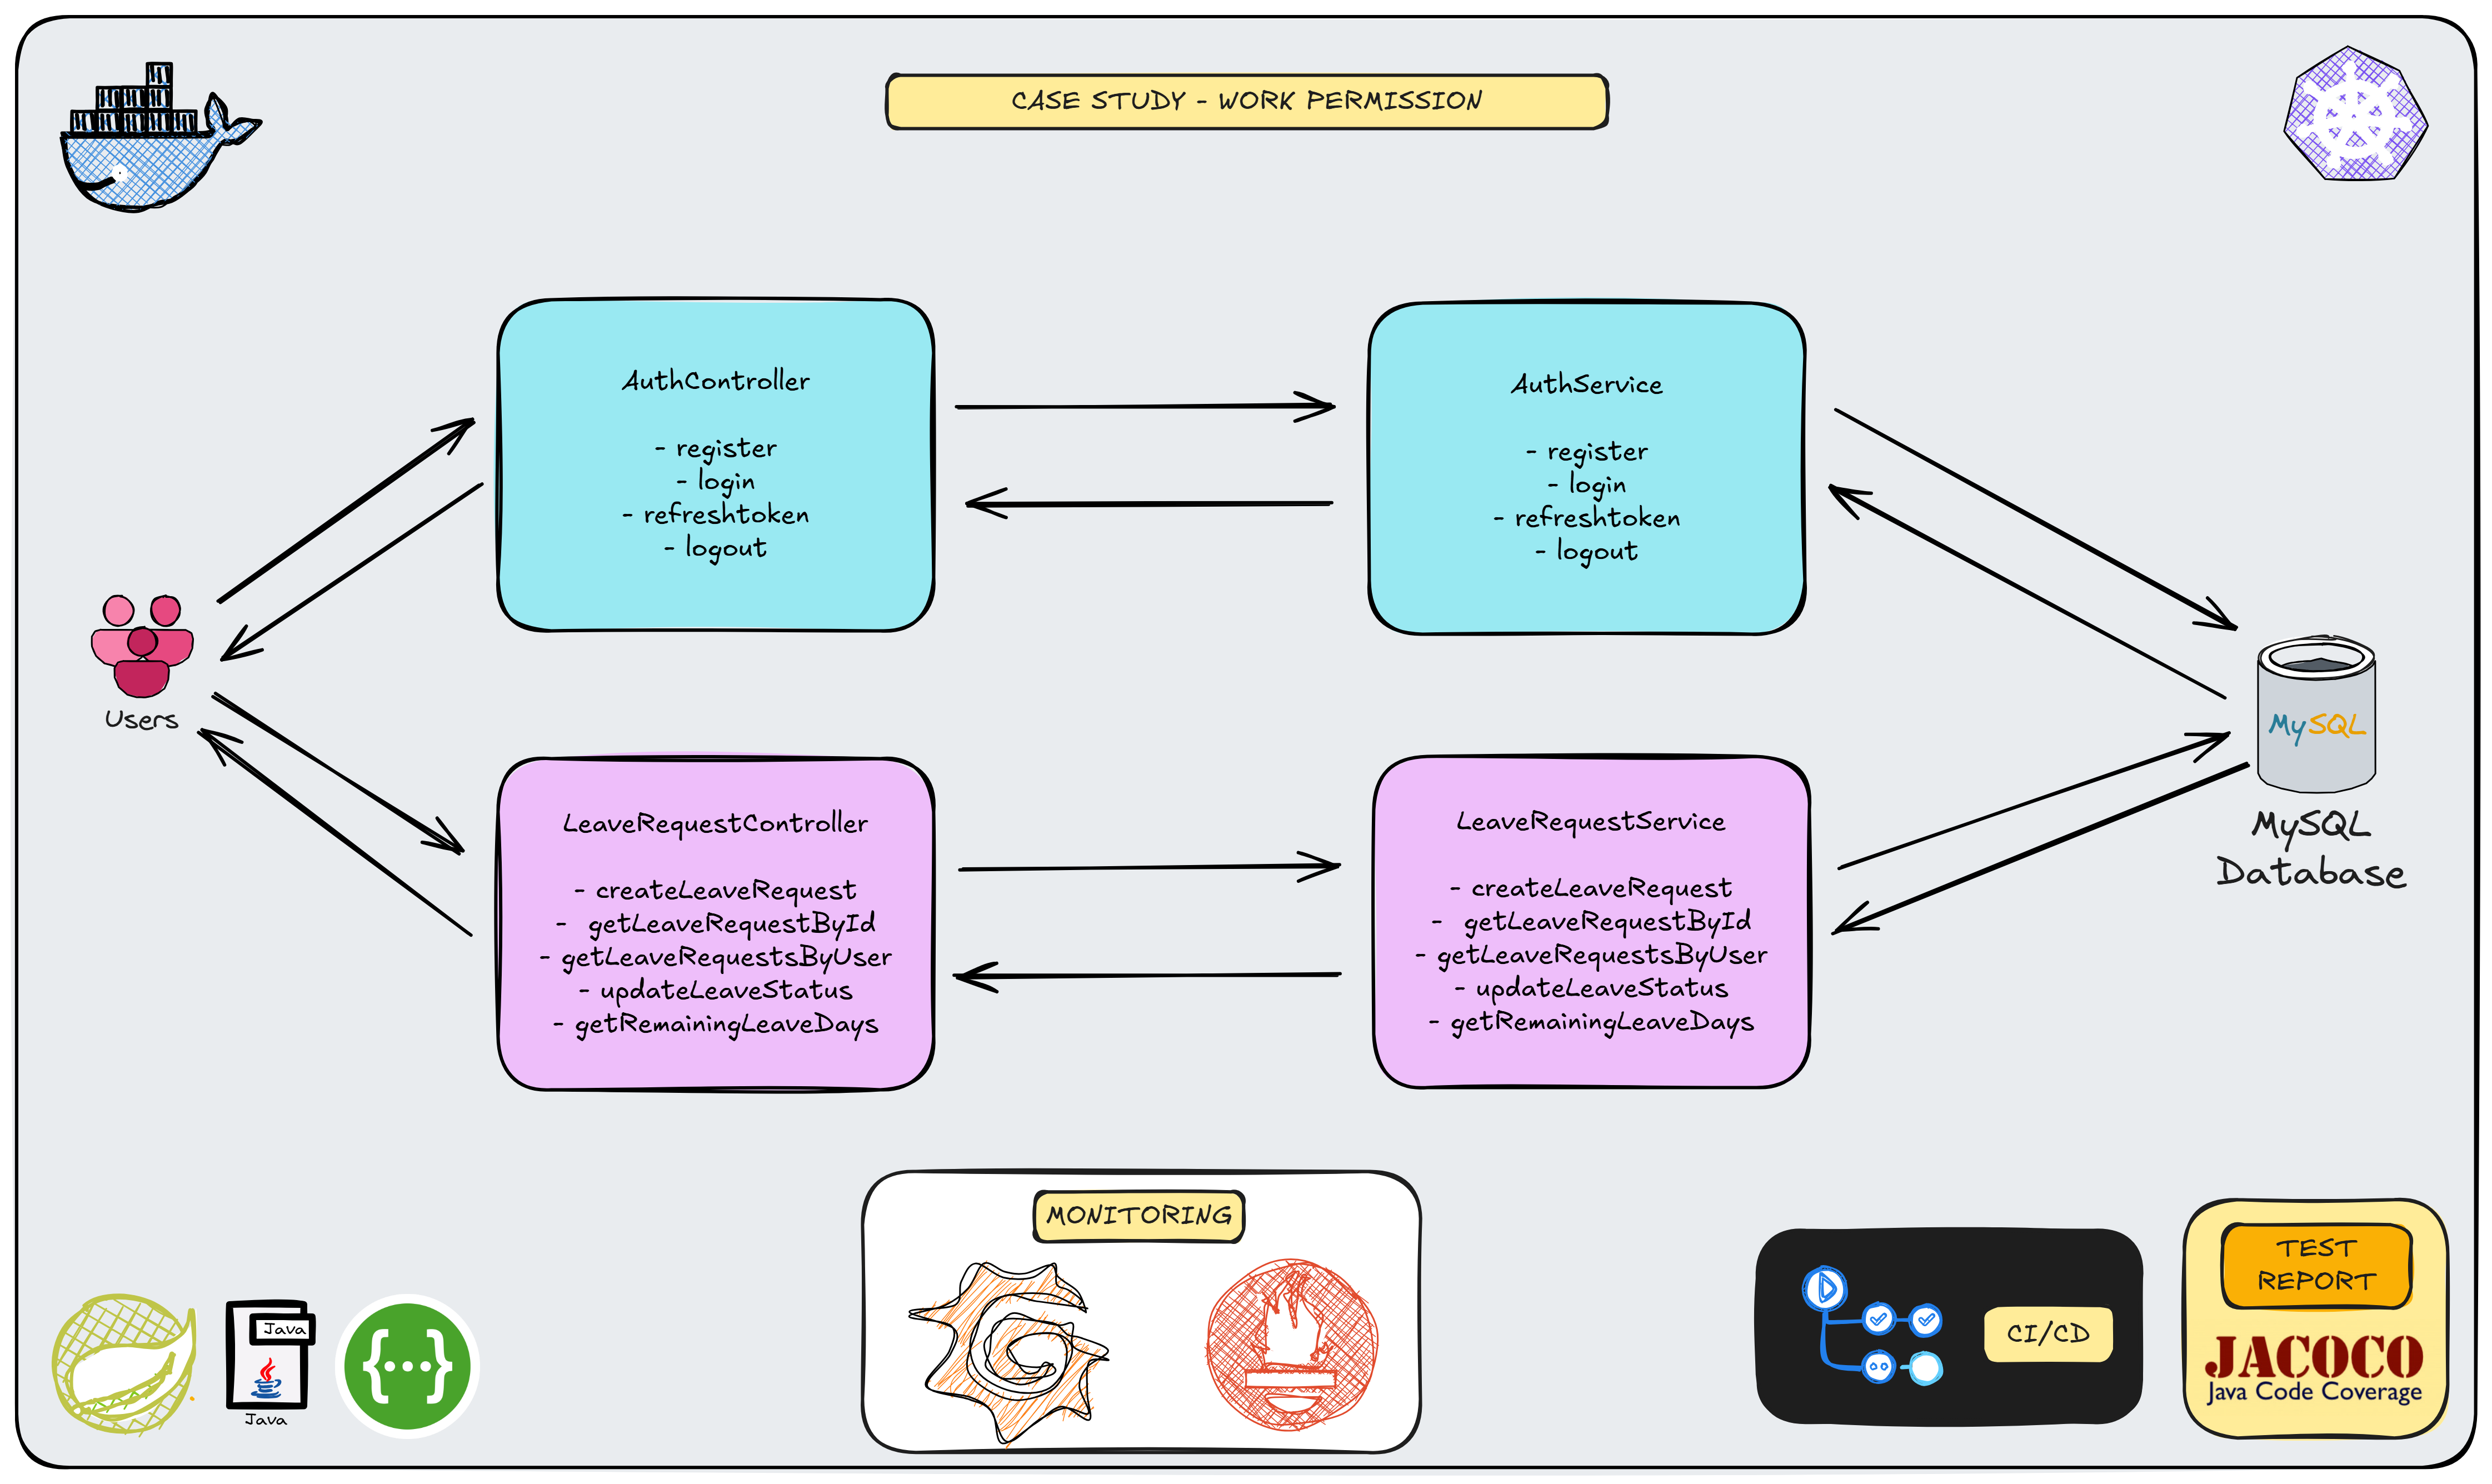 CASE STUDY - WORK PERMISSION
AuthController
- register
- login
- refreshtoken
- logout
AuthService
- register
- login
- refreshtoken
- logout
Users
MySQL
MySQL
Database
LeaveRequestController
- createLeaveRequest
- getLeaveRequestById
- getLeaveRequestsByUser
- updateLeaveStatus
- getRemainingLeaveDays
LeaveRequestService
- createLeaveRequest
- getLeaveRequestById
- getLeaveRequestsByUser
- updateLeaveStatus
- getRemainingLeaveDays
Java
Java
{...}
MONITORING
CI/CD
TEST
REPORT
JACOCO
Java Code Coverage